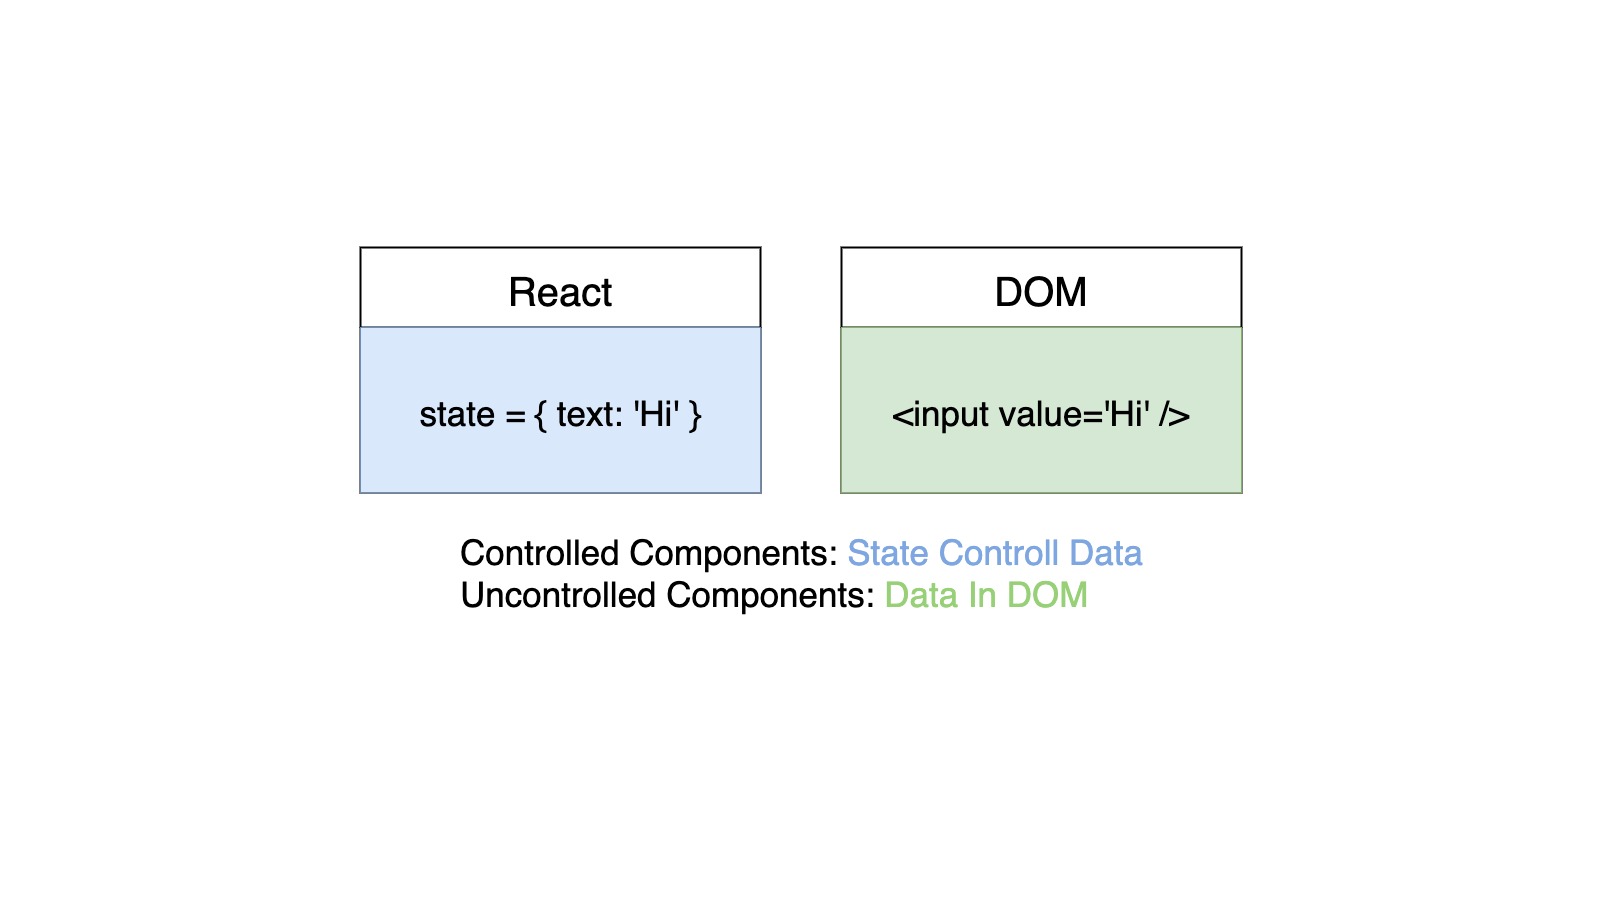 React
DOM
state = { text: 'Hi' }
<input value='Hi' />
Controlled Components: State Controll Data
Uncontrolled Components: Data In DOM